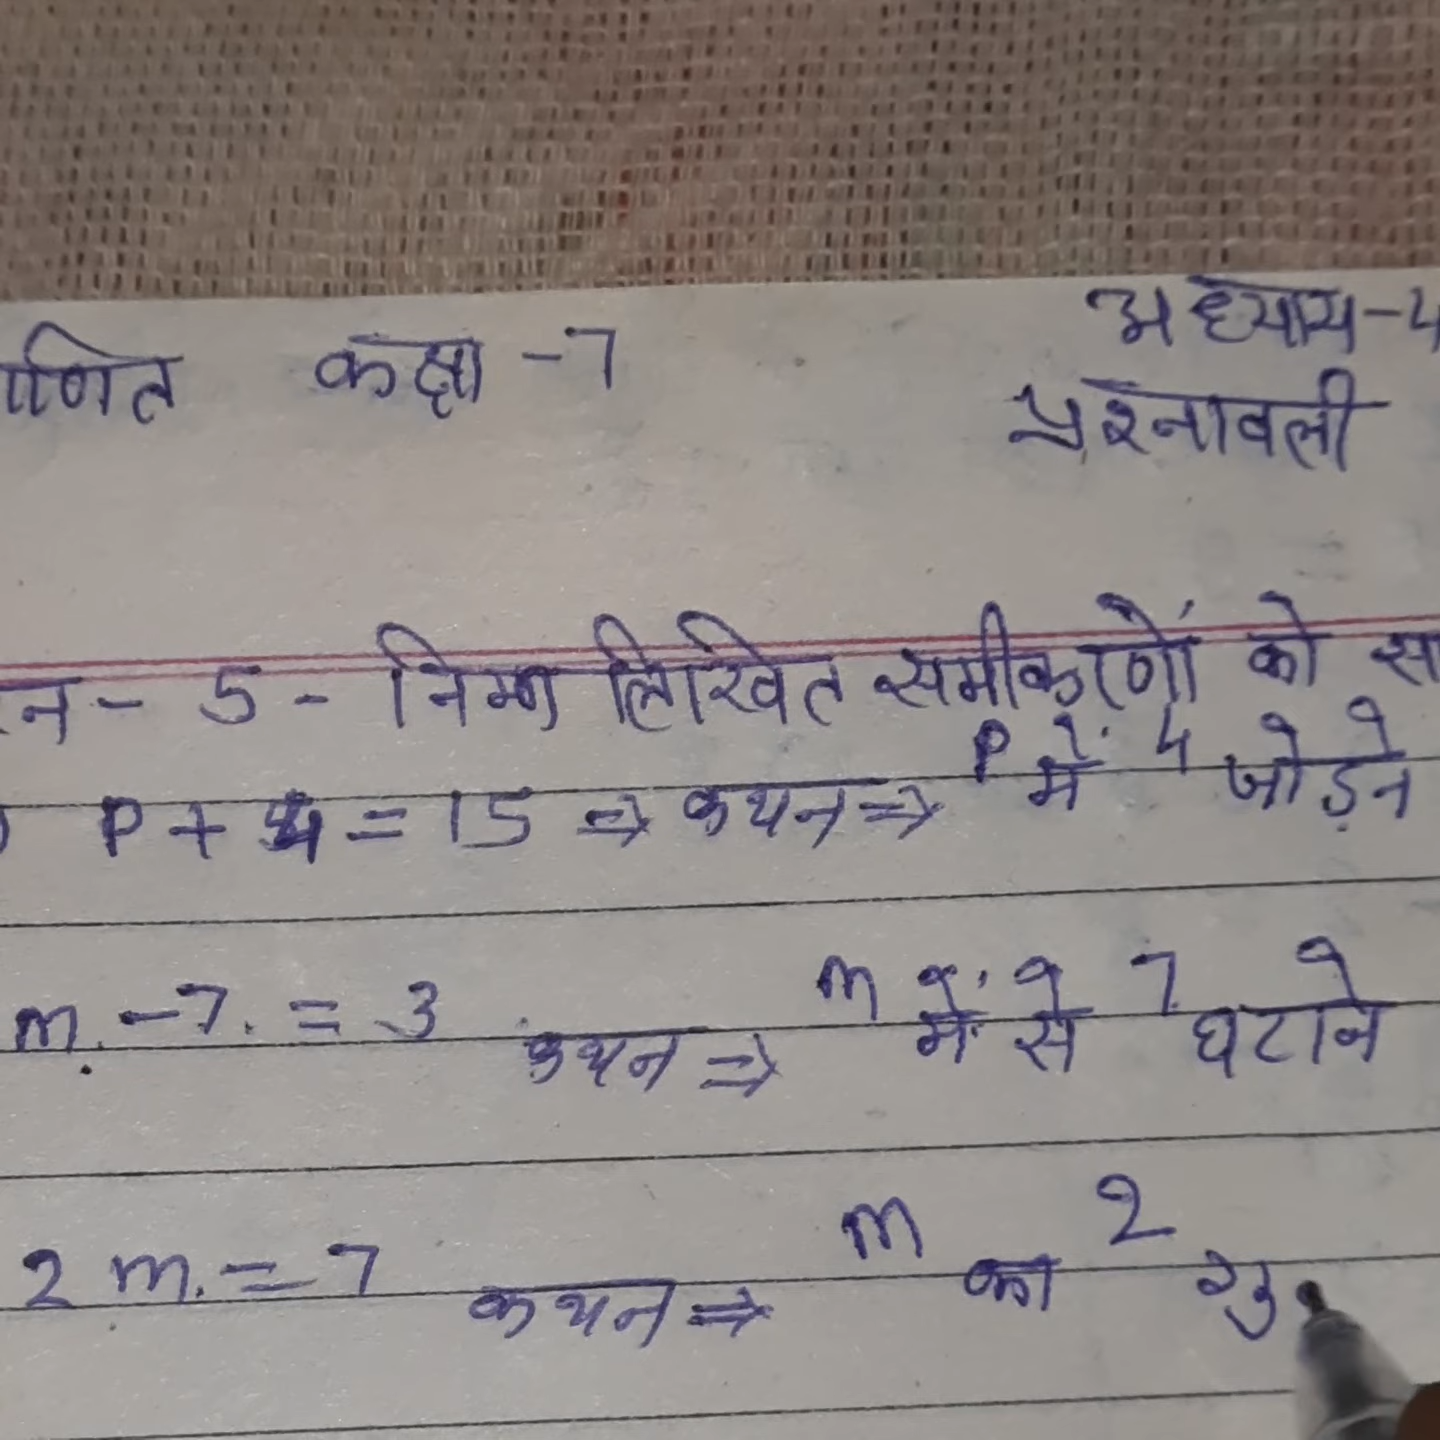 गणित कक्षा -7 अध्याय-4
प्रश्नावली
5 - निम्न लिखित समीकरणों को
P + 4 = 15 ⇒ कथन ⇒ P में 4 जोड़ने
m. -7. = 3 कथन ⇒ m में से 7 घटाने
2 m. = 7 कथन ⇒ m का 2 गु